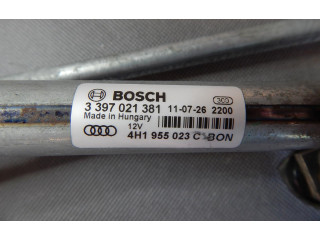 BOSCH
3 397 021 381 11-07-26 2200
Made in Hungary
12V
4H1 955 023 C BON